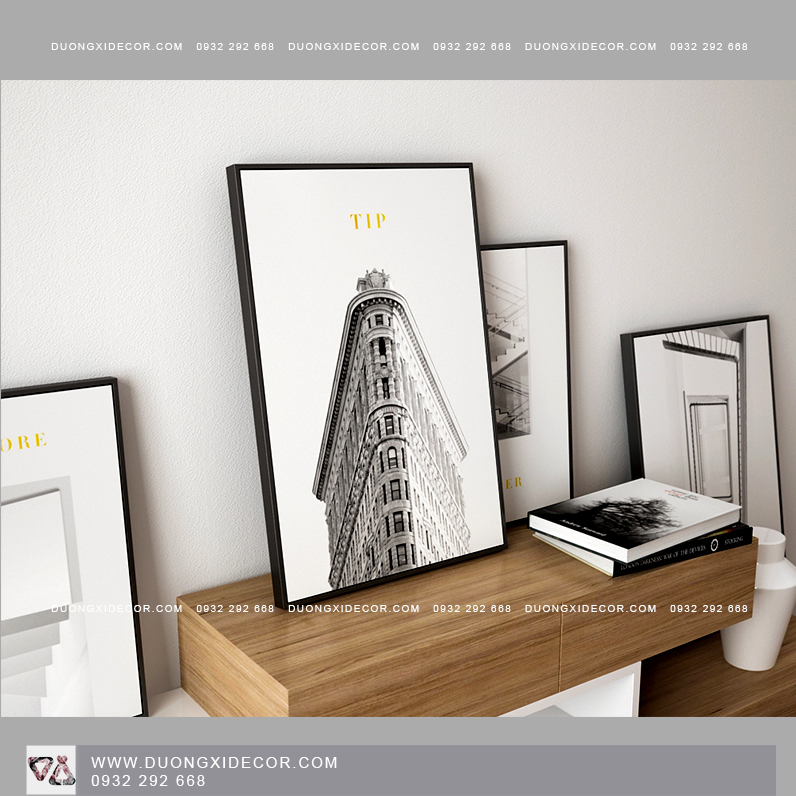 DUONGXIDECOR.COM 0932 292 668 DUONGXIDECOR.COM 0932 292 668 DUONGXIDECOR.COM 0932 292 668
TIP
ORE
ER
LONDON DARKNESS: WAR OF THE DEVICES STOCKING
DUONGXIDECOR.COM 0932 292 668 DUONGXIDECOR.COM 0932 292 668 DUONGXIDECOR.COM 0932 292 668
WWW.DUONGXIDECOR.COM
0932 292 668